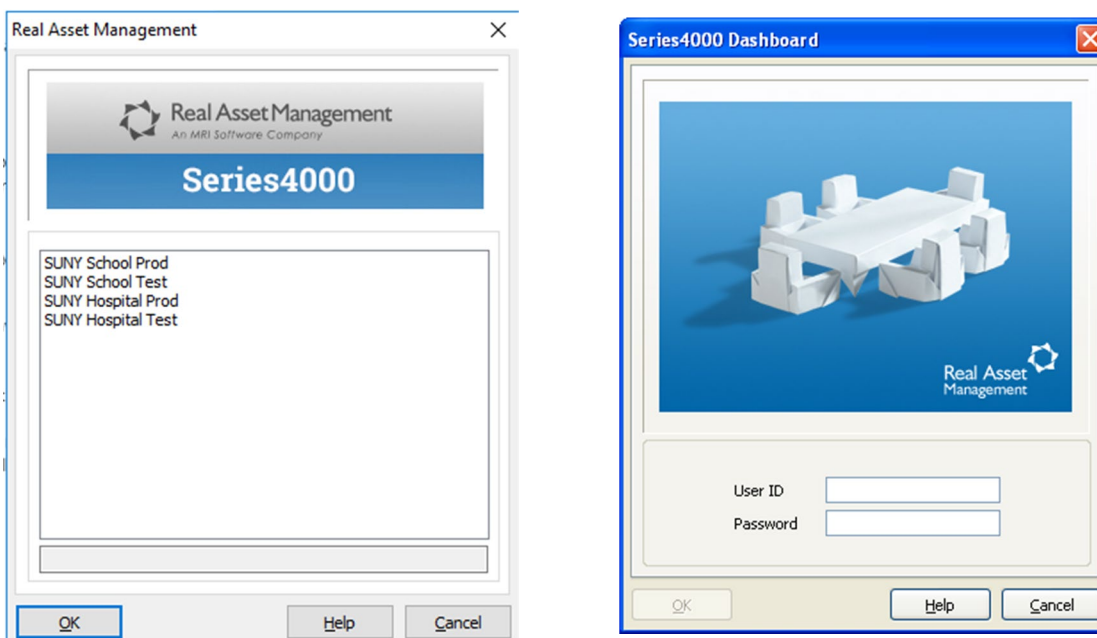 Real Asset Management
Real Asset Management
An MRI Software Company
Series4000
SUNY School Prod
SUNY School Test
SUNY Hospital Prod
SUNY Hospital Test
OK
Help
Cancel
Series4000 Dashboard
Real Asset
Management
User ID
Password
OK
Help
Cancel